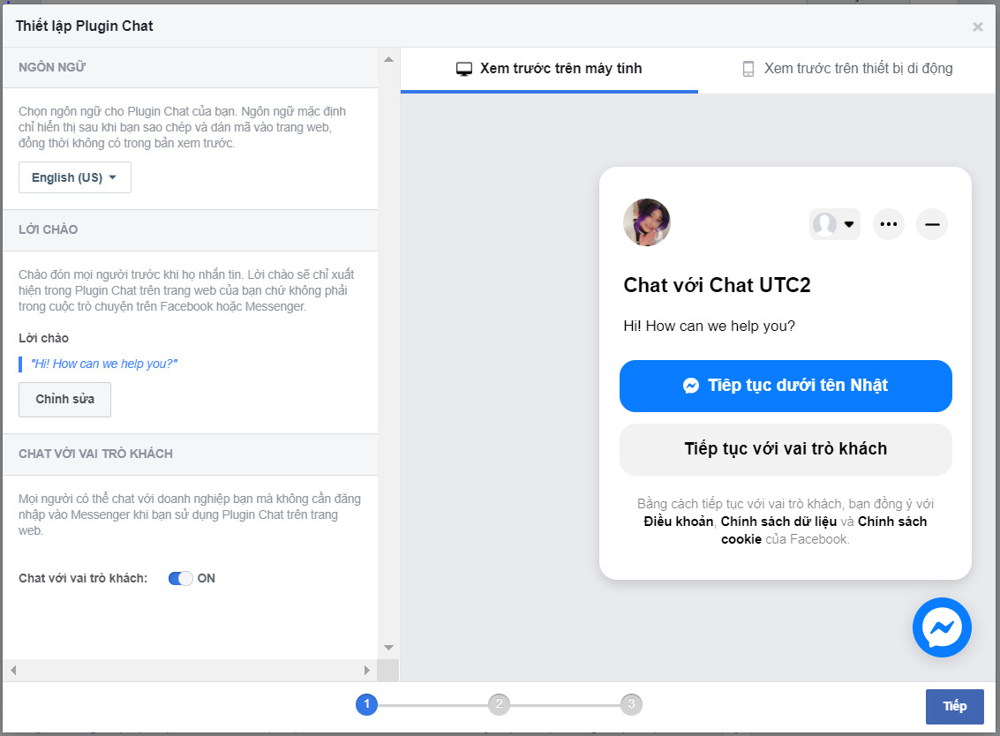 Thiết lập Plugin Chat
NGÔN NGỮ
Chọn ngôn ngữ cho Plugin Chat của bạn. Ngôn ngữ mặc định
chỉ hiển thị sau khi bạn sao chép và dán mã vào trang web,
đồng thời không có trong bản xem trước.
English (US)
LỜI CHÀO
Chào đón mọi người trước khi họ nhắn tin. Lời chào sẽ chỉ xuất
hiện trong Plugin Chat trên trang web của bạn chứ không phải
trong cuộc trò chuyện trên Facebook hoặc Messenger.
Lời chào
"Hi! How can we help you?"
Chỉnh sửa
CHAT VỚI VAI TRÒ KHÁCH
Mọi người có thể chat với doanh nghiệp bạn mà không cần đăng
nhập vào Messenger khi bạn sử dụng Plugin Chat trên trang
web.
Chat với vai trò khách: ON
Xem trước trên máy tính
Xem trước trên thiết bị di động
Chat với Chat UTC2
Hi! How can we help you?
Tiếp tục dưới tên Nhật
Tiếp tục với vai trò khách
Bằng cách tiếp tục với vai trò khách, bạn đồng ý với
Điều khoản, Chính sách dữ liệu và Chính sách
cookie của Facebook.
1 2 3
Tiếp